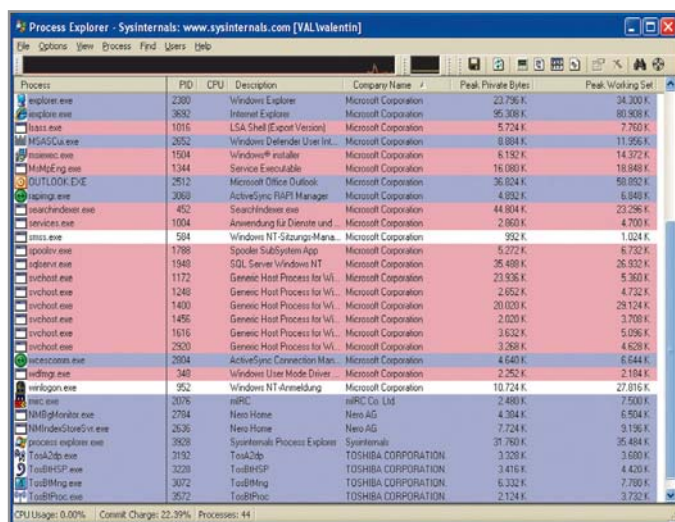 Process Explorer - Sysinternals: www.sysinternals.com [VAL\valentin]
File Options View Process Find Users Help
Process PID CPU Description Company Name Peak Private Bytes Peak Working Set
explorer.exe 2380 Windows Explorer Microsoft Corporation 23.796 K 34.300 K
iexplore.exe 3692 Internet Explorer Microsoft Corporation 95.308 K 80.908 K
lsass.exe 1016 LSA Shell (Export Version) Microsoft Corporation 5.724 K 7.760 K
MSASCui.exe 2652 Windows Defender User Int... Microsoft Corporation 8.884 K 11.956 K
msiexec.exe 1504 Windows® installer Microsoft Corporation 6.192 K 14.372 K
MsMpEng.exe 1344 Service Executable Microsoft Corporation 16.080 K 18.848 K
OUTLOOK.EXE 2512 Microsoft Office Outlook Microsoft Corporation 36.824 K 58.892 K
rapimgr.exe 3068 ActiveSync RAPI Manager Microsoft Corporation 4.892 K 6.848 K
searchindexer.exe 452 SearchIndexer.exe Microsoft Corporation 44.804 K 23.296 K
services.exe 1004 Anwendung für Dienste und ... Microsoft Corporation 2.860 K 4.700 K
smss.exe 584 Windows NT-Sitzungs-Mana... Microsoft Corporation 992 K 1.024 K
spoolsv.exe 1788 Spooler SubSystem App Microsoft Corporation 5.272 K 6.732 K
sqlservr.exe 1948 SQL Server Windows NT Microsoft Corporation 35.488 K 26.932 K
svchost.exe 1172 Generic Host Process for Wi... Microsoft Corporation 23.936 K 5.360 K
svchost.exe 1248 Generic Host Process for Wi... Microsoft Corporation 2.652 K 4.732 K
svchost.exe 1400 Generic Host Process for Wi... Microsoft Corporation 20.020 K 29.124 K
svchost.exe 1456 Generic Host Process for Wi... Microsoft Corporation 2.020 K 3.708 K
svchost.exe 1616 Generic Host Process for Wi... Microsoft Corporation 3.632 K 5.096 K
svchost.exe 2920 Generic Host Process for Wi... Microsoft Corporation 3.268 K 4.628 K
wcescomm.exe 2804 ActiveSync Connection Man... Microsoft Corporation 4.640 K 6.644 K
wdfmgr.exe 348 Windows User Mode Driver ... Microsoft Corporation 2.252 K 2.184 K
winlogon.exe 952 Windows NT-Anmeldung Microsoft Corporation 10.724 K 27.816 K
mirc.exe 2076 mIRC mIRC Co. Ltd 2.480 K 7.500 K
NMBgMonitor.exe 2784 Nero Home Nero AG 4.384 K 6.504 K
NMIndexStoreSvr.exe 2636 Nero Home Nero AG 7.724 K 9.196 K
process explorer.exe 3928 Sysinternals Process Explorer Sysinternals 31.760 K 35.484 K
TosA2dp.exe 3192 TosA2dp TOSHIBA CORPORATION. 3.328 K 3.680 K
TosBtHSP.exe 3228 TosBtHSP TOSHIBA CORPORATION. 3.416 K 4.420 K
TosBtMng.exe 3072 TosBtMng TOSHIBA CORPORATION. 6.332 K 7.780 K
TosBtProc.exe 3572 TosBtProc TOSHIBA CORPORATION. 2.124 K 3.732 K
CPU Usage: 0.00% Commit Charge: 22.39% Processes: 44